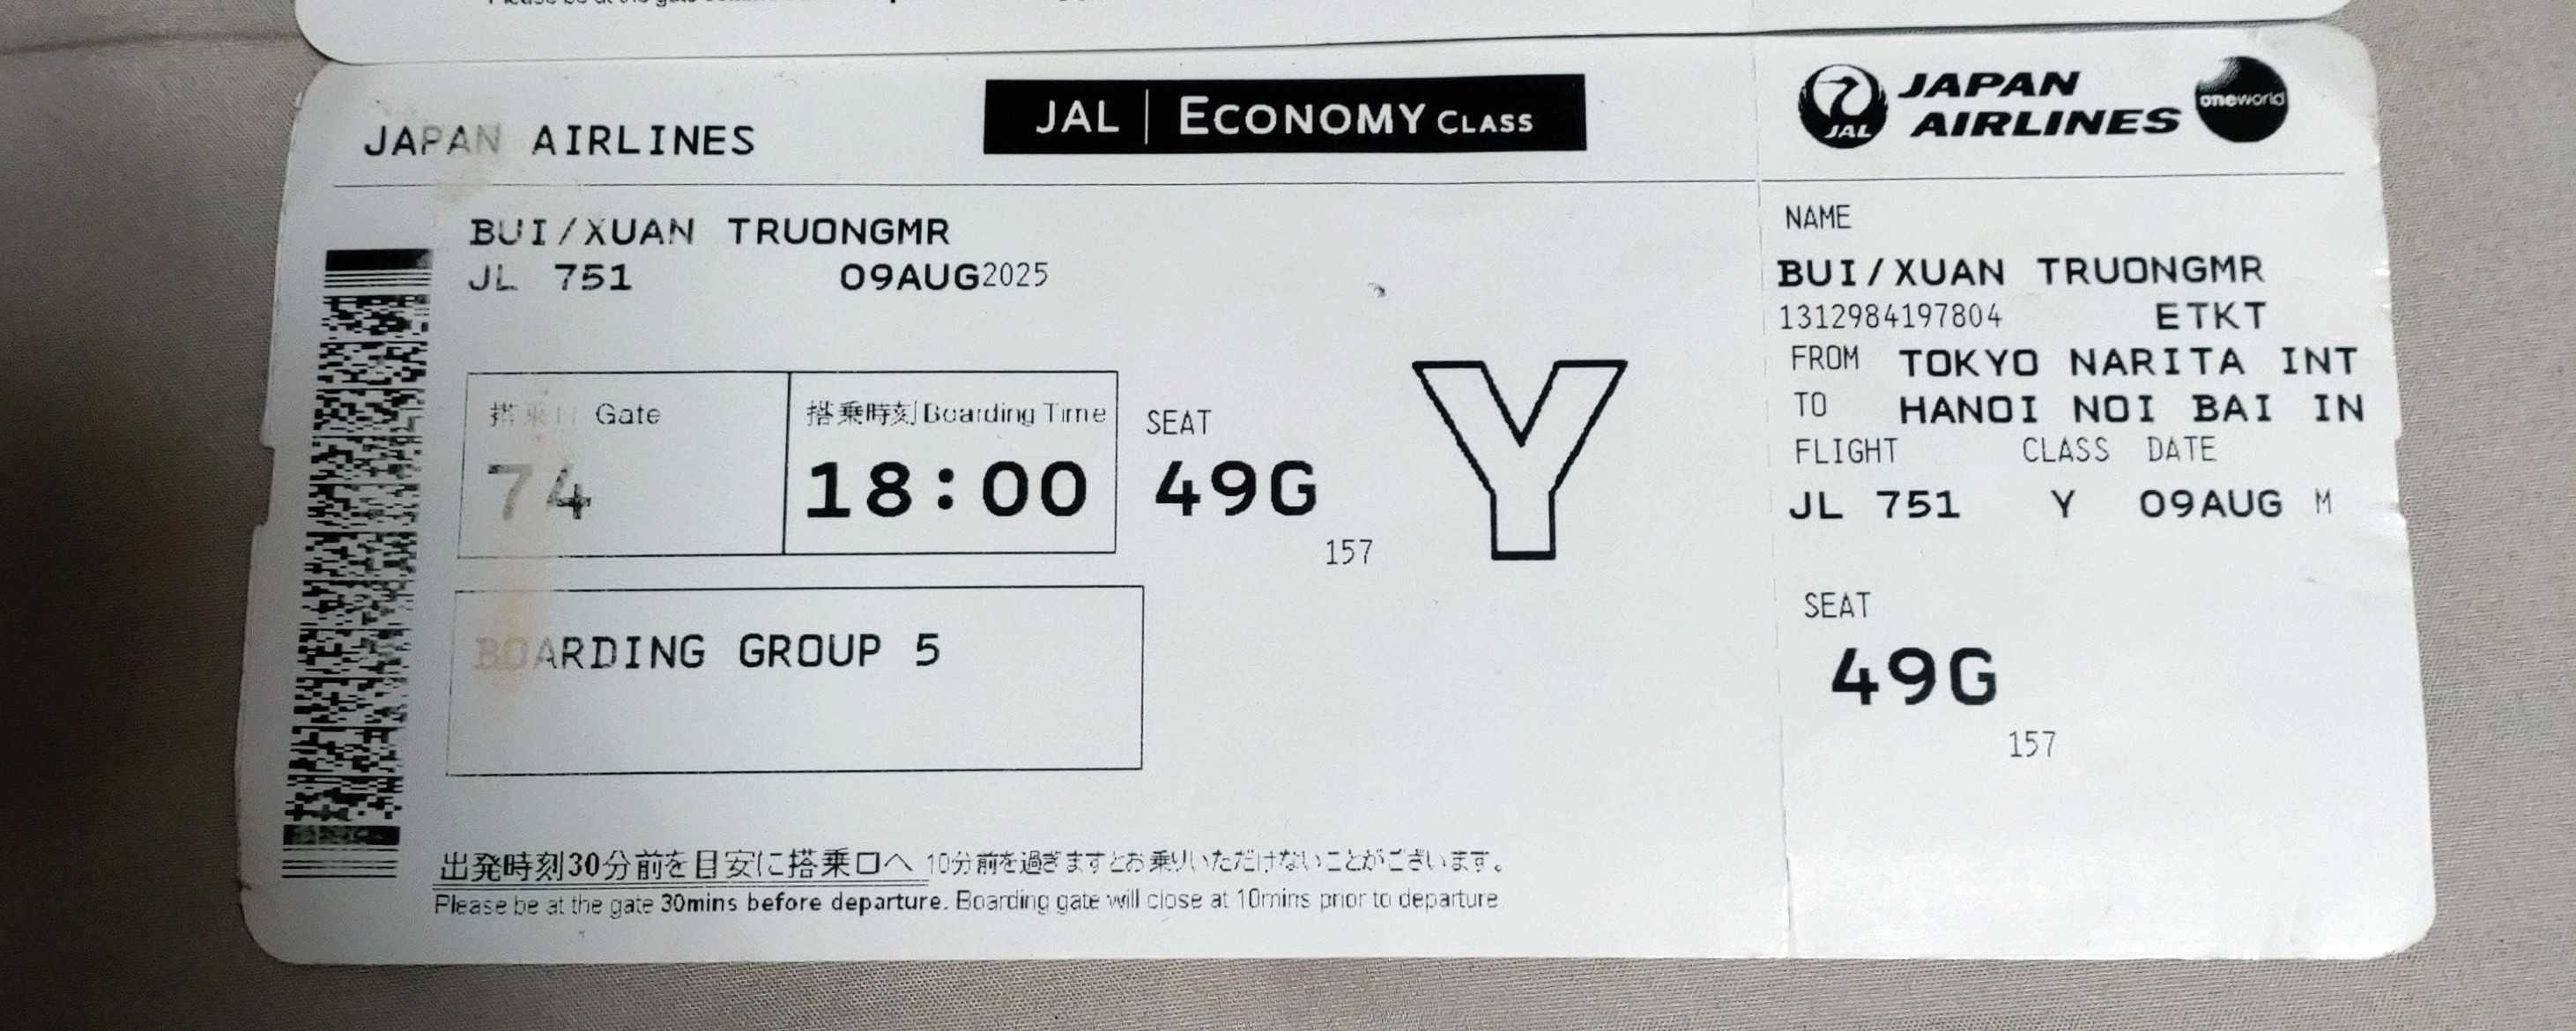 JAPAN AIRLINES
JAL | ECONOMY CLASS
BUI/XUAN TRUONGMR
JL 751 09AUG2025
搭乗口 Gate
74
搭乗時刻 Boarding Time
18:00
SEAT
49G
157
Y
BOARDING GROUP 5
出発時刻30分前を目安に搭乗口へ 10分前を過ぎますとお乗りいただけないことがございます。
Please be at the gate 30mins before departure. Boarding gate will close at 10mins prior to departure.
JAL
JAPAN
AIRLINES
oneworld
NAME
BUI/XUAN TRUONGMR
1312984197804 ETKT
FROM TOKYO NARITA INT
TO HANOI NOI BAI IN
FLIGHT CLASS DATE
JL 751 Y 09AUG M
SEAT
49G
157